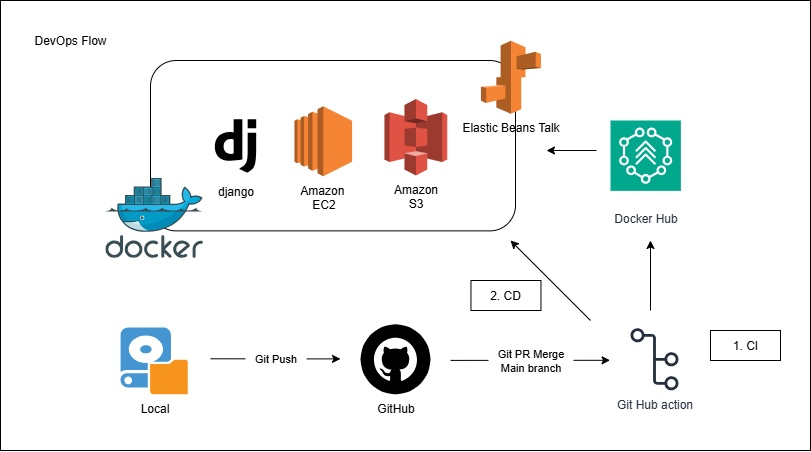 DevOps Flow
Elastic Beans Talk
dj
django
Amazon
EC2
Amazon
S3
docker
Docker Hub
2. CD
1. CI
Git Push
Git PR Merge
Main branch
Local
GitHub
Git Hub action